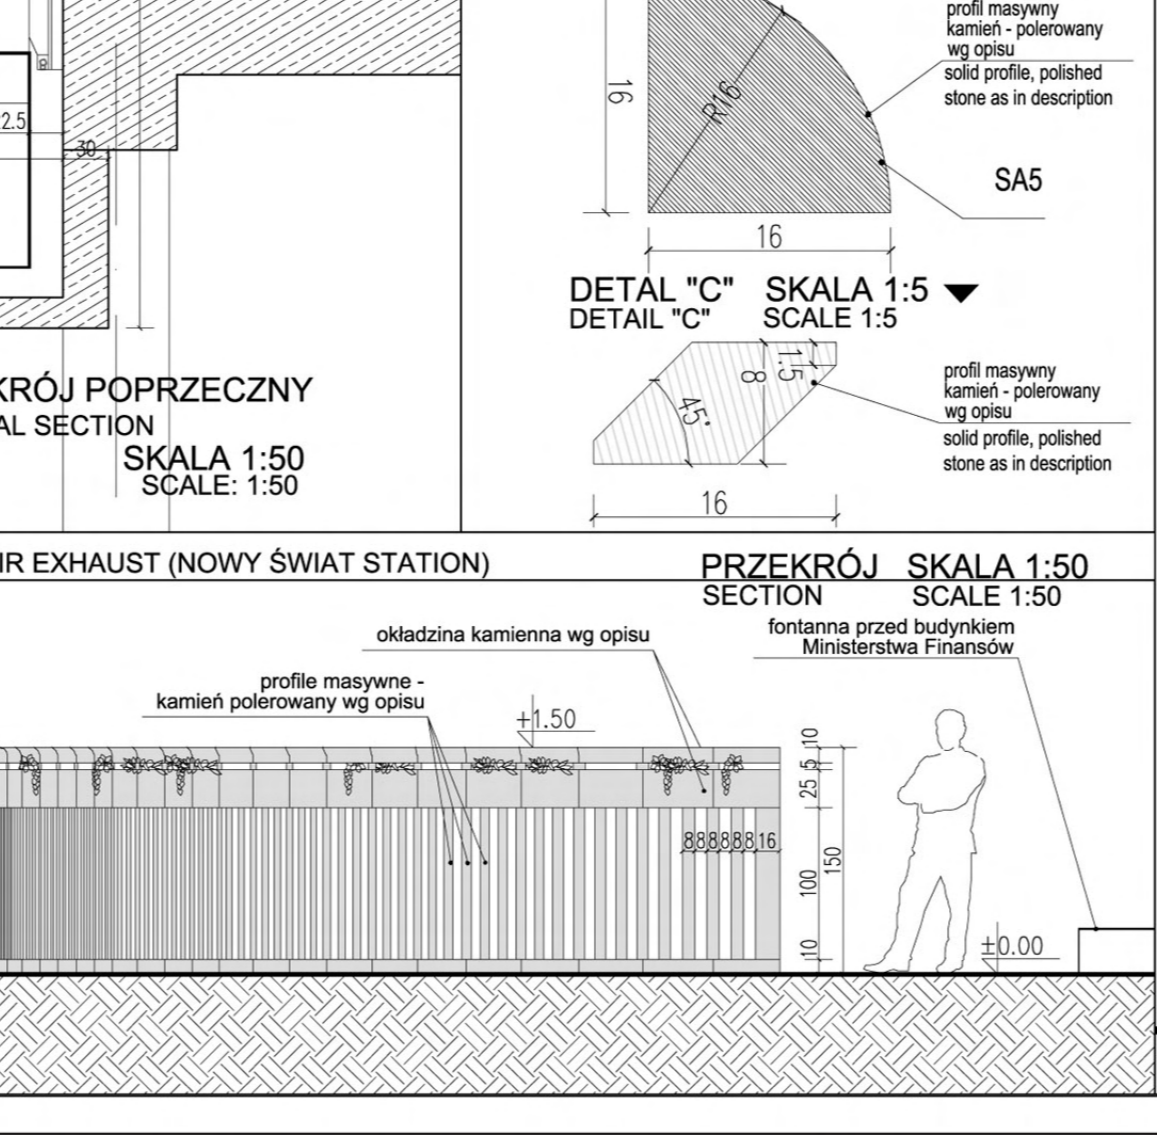 profil masywny
kamień - polerowany
wg opisu
solid profile, polished
stone as in description
SA5
16
R16
16
2.5
30
DETAL "C" SKALA 1:5
DETAIL "C" SCALE 1:5
1.5
8
45°
16
profil masywny
kamień - polerowany
wg opisu
solid profile, polished
stone as in description
KRÓJ POPRZECZNY
AL SECTION
SKALA 1:50
SCALE: 1:50
IR EXHAUST (NOWY ŚWIAT STATION)
PRZEKRÓJ SKALA 1:50
SECTION SCALE 1:50
okładzina kamienna wg opisu
fontanna przed budynkiem
Ministerstwa Finansów
profile masywne -
kamień polerowany wg opisu
+1.50
10
5
25
8 8 8 8 8 8 16
100
150
10
±0.00